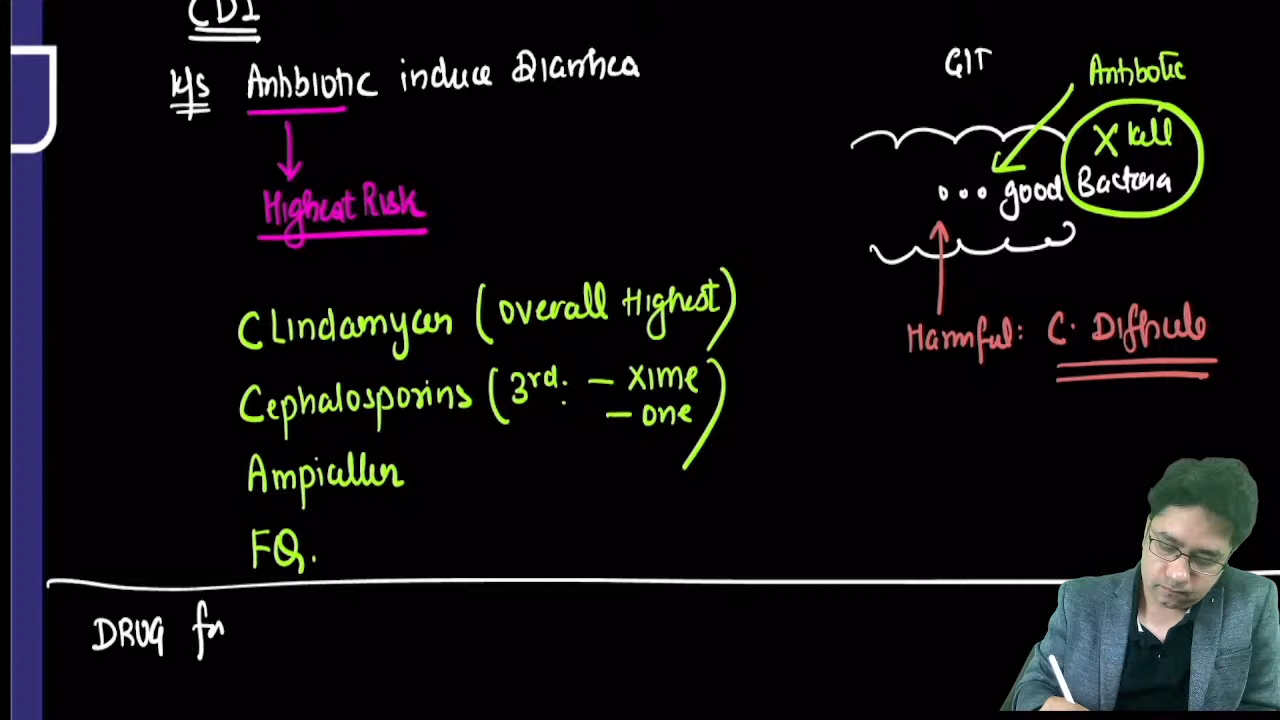 CDI
K/S Antibiotic induce Diarrhea
Highest Risk
Clindamycin (overall Highest)
Cephalosporins (3rd: - xime
- one)
Ampicillin
FQ.
DRUG for
GIT
Antibotic
X kill
good Bacteria
Harmful: C. Difficile